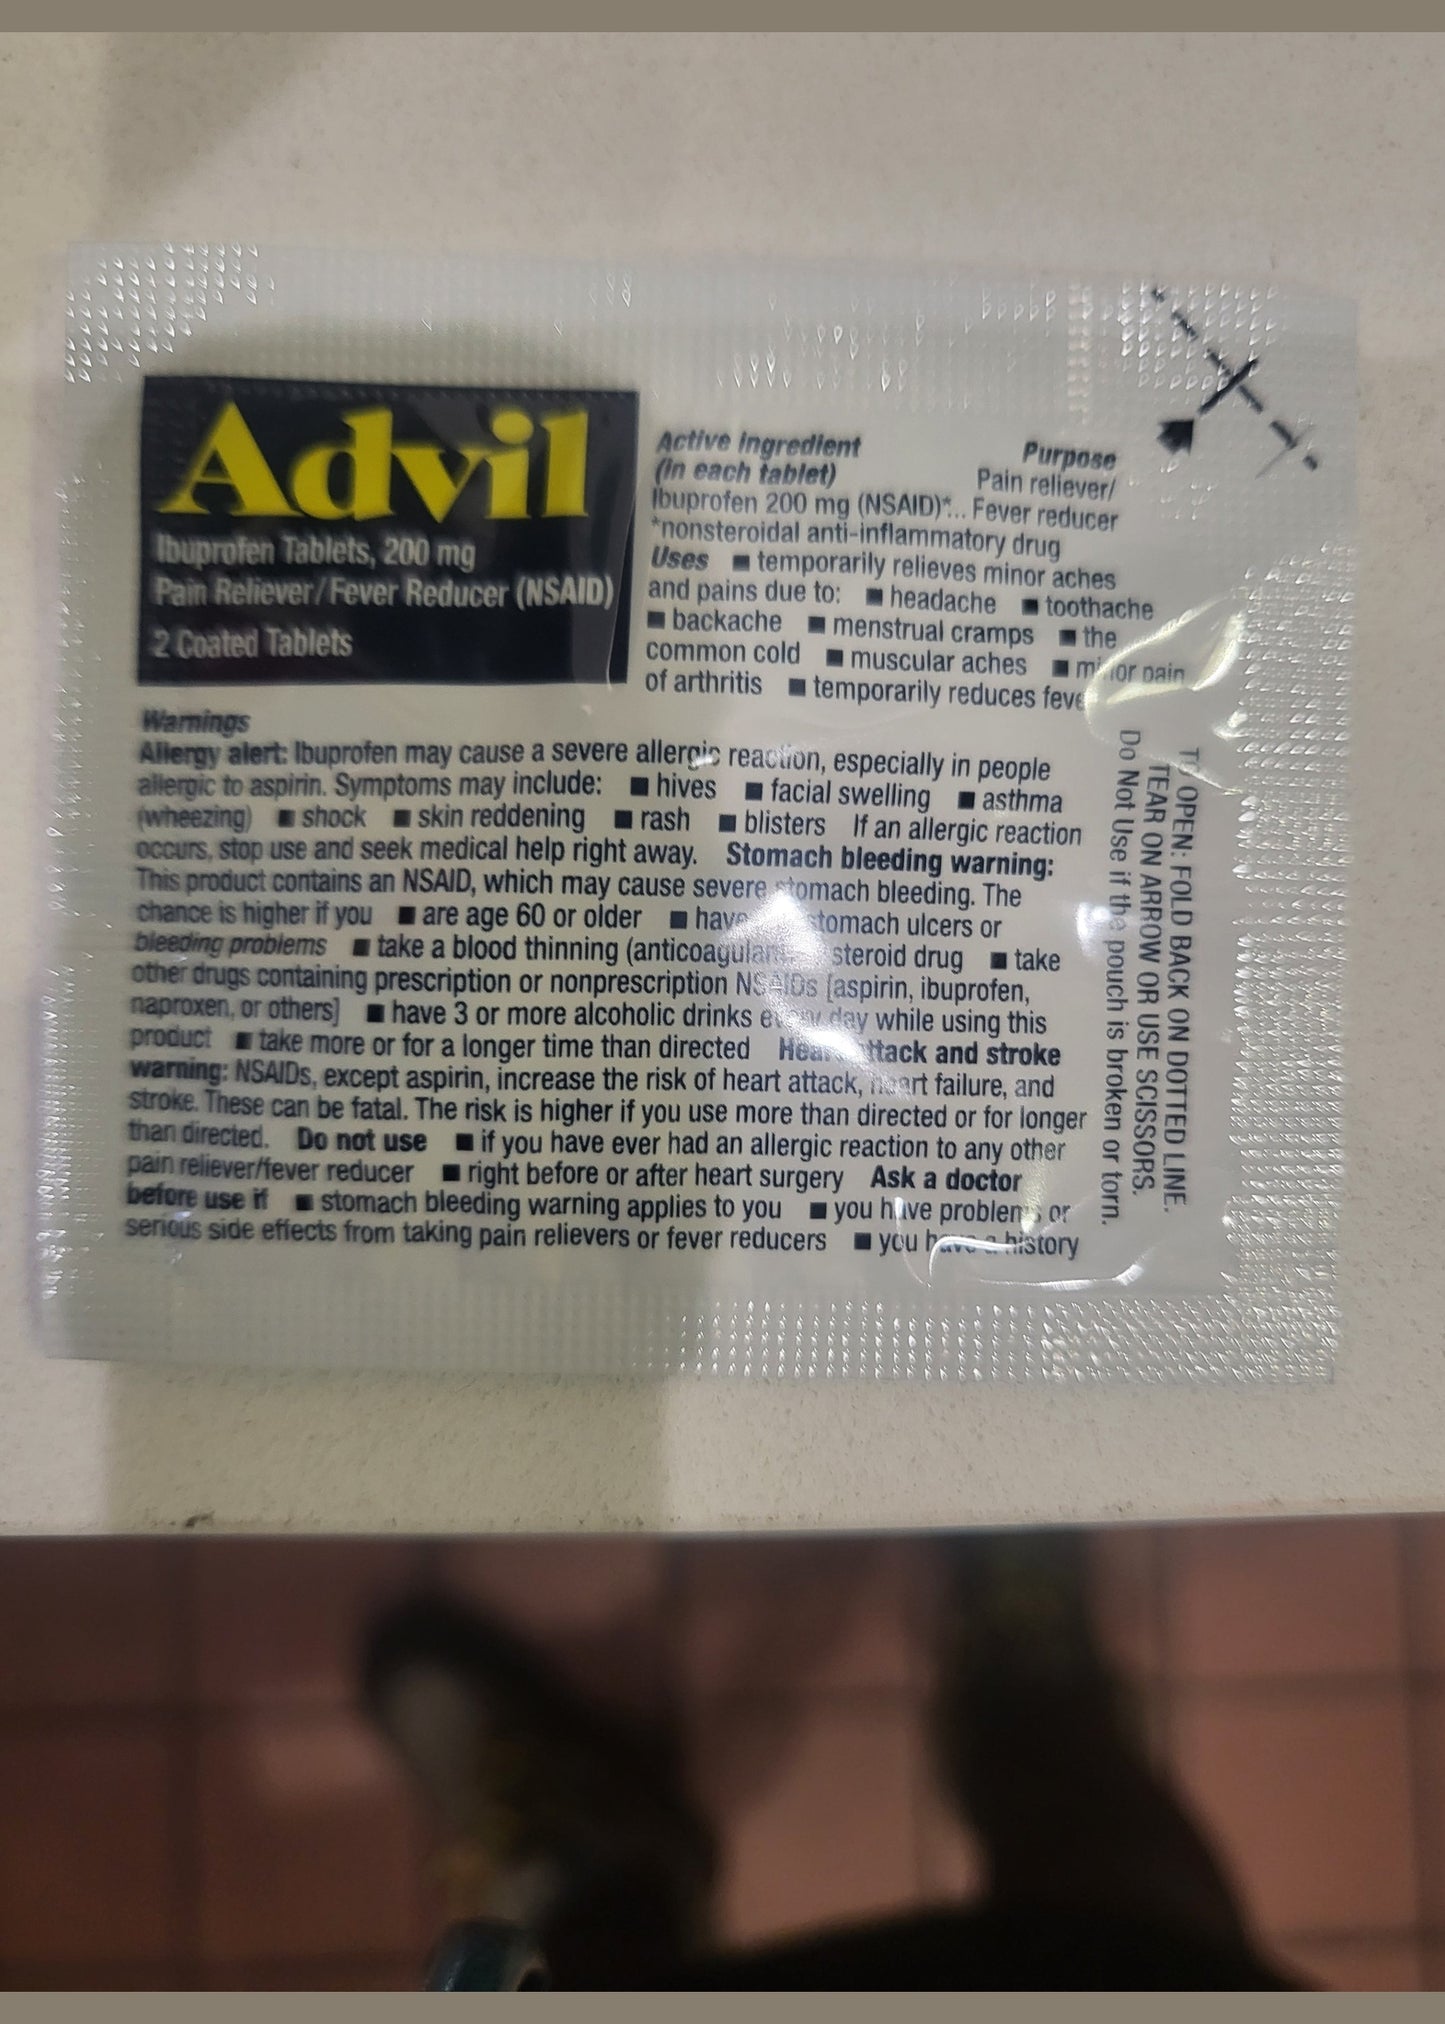 Advil
Ibuprofen Tablets, 200 mg
Pain Reliever/Fever Reducer (NSAID)
2 Coated Tablets
Active ingredient Purpose
(in each tablet) Pain reliever/
Ibuprofen 200 mg (NSAID)*... Fever reducer
*nonsteroidal anti-inflammatory drug
Uses ■ temporarily relieves minor aches
and pains due to: ■ headache ■ toothache
■ backache ■ menstrual cramps ■ the
common cold ■ muscular aches ■ minor pain
of arthritis ■ temporarily reduces fever
Warnings
Allergy alert: Ibuprofen may cause a severe allergic reaction, especially in people
allergic to aspirin. Symptoms may include: ■ hives ■ facial swelling ■ asthma
(wheezing) ■ shock ■ skin reddening ■ rash ■ blisters If an allergic reaction
occurs, stop use and seek medical help right away. Stomach bleeding warning:
This product contains an NSAID, which may cause severe stomach bleeding. The
chance is higher if you ■ are age 60 or older ■ have stomach ulcers or
bleeding problems ■ take a blood thinning (anticoagulant) steroid drug ■ take
other drugs containing prescription or nonprescription NSAIDs [aspirin, ibuprofen,
naproxen, or others] ■ have 3 or more alcoholic drinks every day while using this
product ■ take more or for a longer time than directed Heart attack and stroke
warning: NSAIDs, except aspirin, increase the risk of heart attack, heart failure, and
stroke. These can be fatal. The risk is higher if you use more than directed or for longer
than directed. Do not use ■ if you have ever had an allergic reaction to any other
pain reliever/fever reducer ■ right before or after heart surgery Ask a doctor
before use if ■ stomach bleeding warning applies to you ■ you have problems or
serious side effects from taking pain relievers or fever reducers ■ you have a history
TO OPEN: FOLD BACK ON DOTTED LINE.
TEAR ON ARROW OR USE SCISSORS.
Do Not Use if the pouch is broken or torn.